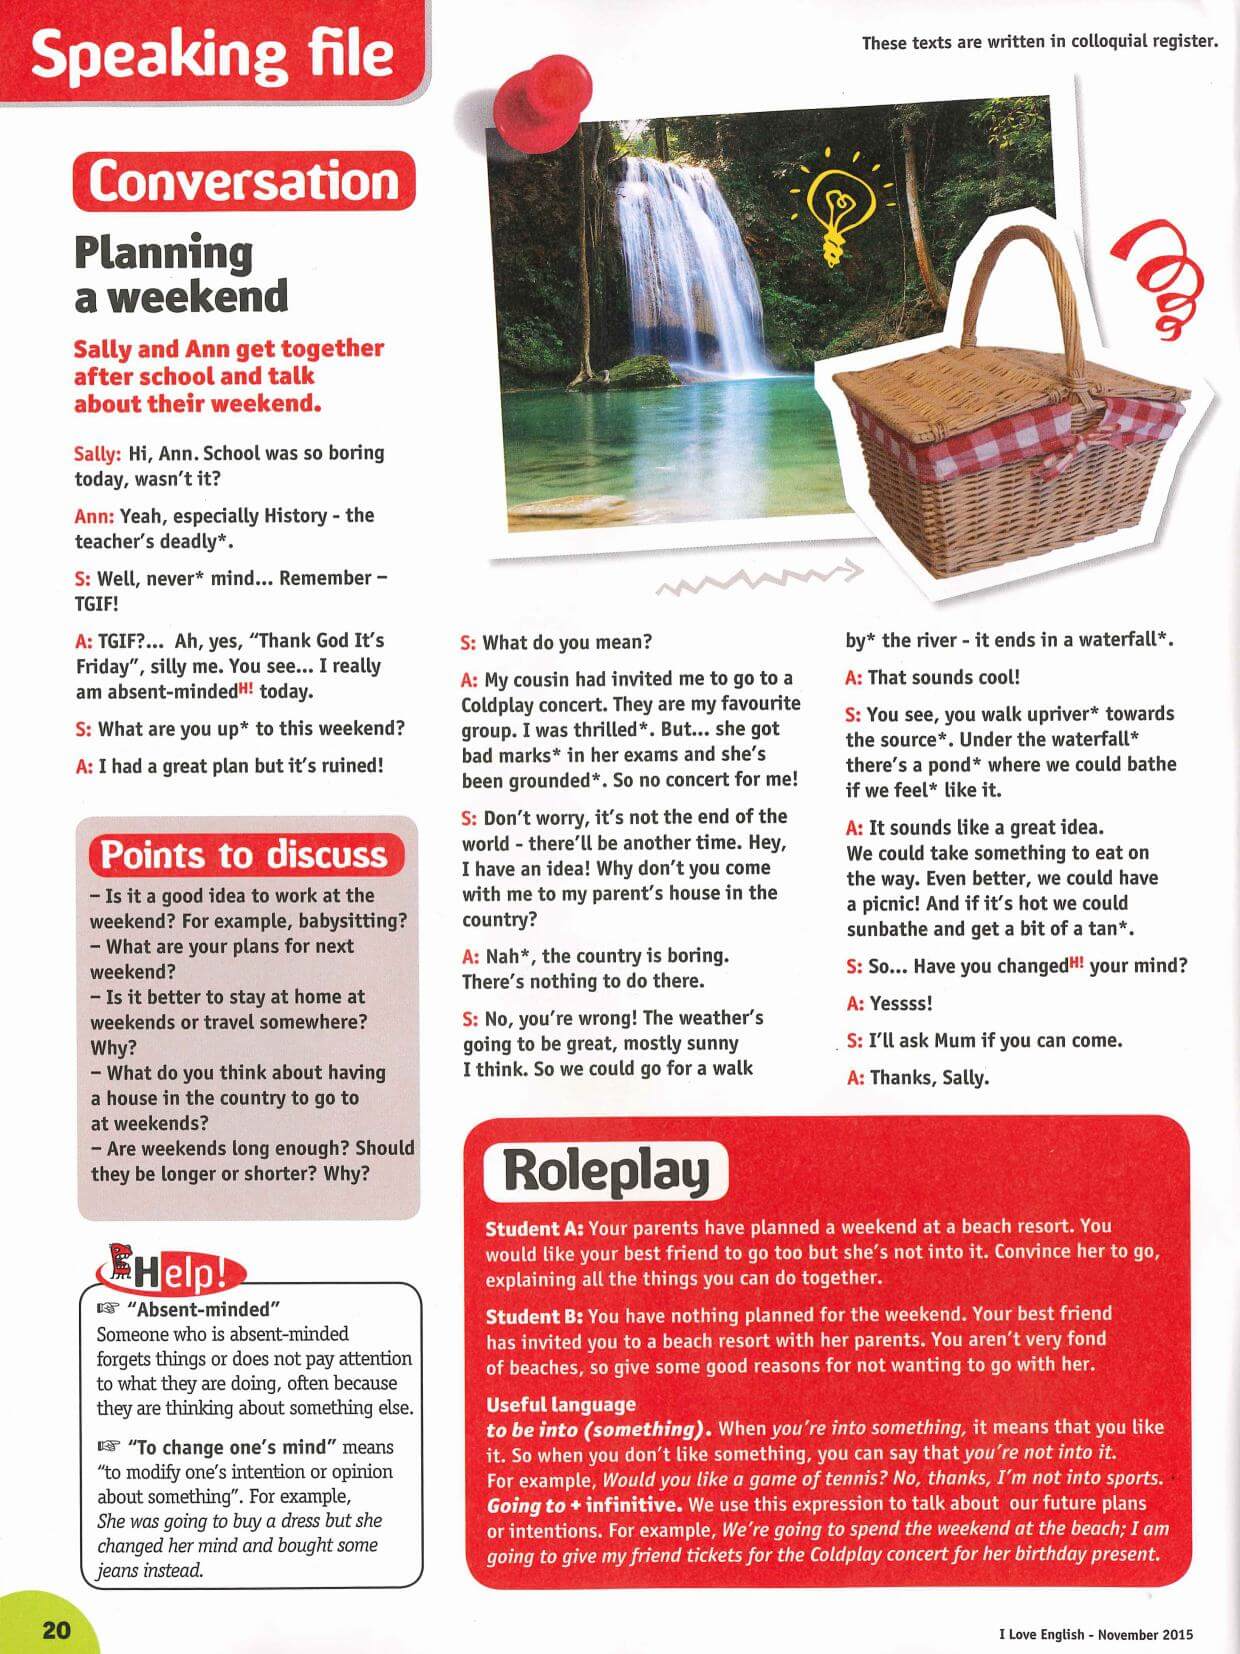 Speaking file
These texts are written in colloquial register.
Conversation
Planning
a weekend
Sally and Ann get together
after school and talk
about their weekend.
Sally: Hi, Ann. School was so boring
today, wasn't it?
Ann: Yeah, especially History - the
teacher's deadly*.
S: Well, never* mind... Remember –
TGIF!
A: TGIF?... Ah, yes, “Thank God It's
Friday”, silly me. You see... I really
am absent-mindedH! today.
S: What are you up* to this weekend?
A: I had a great plan but it's ruined!
S: What do you mean?
A: My cousin had invited me to go to a
Coldplay concert. They are my favourite
group. I was thrilled*. But... she got
bad marks* in her exams and she's
been grounded*. So no concert for me!
S: Don't worry, it's not the end of the
world - there'll be another time. Hey,
I have an idea! Why don't you come
with me to my parent's house in the
country?
A: Nah*, the country is boring.
There's nothing to do there.
S: No, you're wrong! The weather's
going to be great, mostly sunny
I think. So we could go for a walk
by* the river - it ends in a waterfall*.
A: That sounds cool!
S: You see, you walk upriver* towards
the source*. Under the waterfall*
there's a pond* where we could bathe
if we feel* like it.
A: It sounds like a great idea.
We could take something to eat on
the way. Even better, we could have
a picnic! And if it's hot we could
sunbathe and get a bit of a tan*.
S: So... Have you changedH! your mind?
A: Yessss!
S: I'll ask Mum if you can come.
A: Thanks, Sally.
Points to discuss
– Is it a good idea to work at the
weekend? For example, babysitting?
– What are your plans for next
weekend?
– Is it better to stay at home at
weekends or travel somewhere?
Why?
– What do you think about having
a house in the country to go to
at weekends?
– Are weekends long enough? Should
they be longer or shorter? Why?
Help!
☞ “Absent-minded”
Someone who is absent-minded
forgets things or does not pay attention
to what they are doing, often because
they are thinking about something else.
☞ “To change one's mind” means
“to modify one's intention or opinion
about something”. For example,
She was going to buy a dress but she
changed her mind and bought some
jeans instead.
Roleplay
Student A: Your parents have planned a weekend at a beach resort. You
would like your best friend to go too but she's not into it. Convince her to go,
explaining all the things you can do together.
Student B: You have nothing planned for the weekend. Your best friend
has invited you to a beach resort with her parents. You aren't very fond
of beaches, so give some good reasons for not wanting to go with her.
Useful language
to be into (something). When you're into something, it means that you like
it. So when you don't like something, you can say that you're not into it.
For example, Would you like a game of tennis? No, thanks, I'm not into sports.
Going to + infinitive. We use this expression to talk about our future plans
or intentions. For example, We're going to spend the weekend at the beach; I am
going to give my friend tickets for the Coldplay concert for her birthday present.
20
I Love English - November 2015